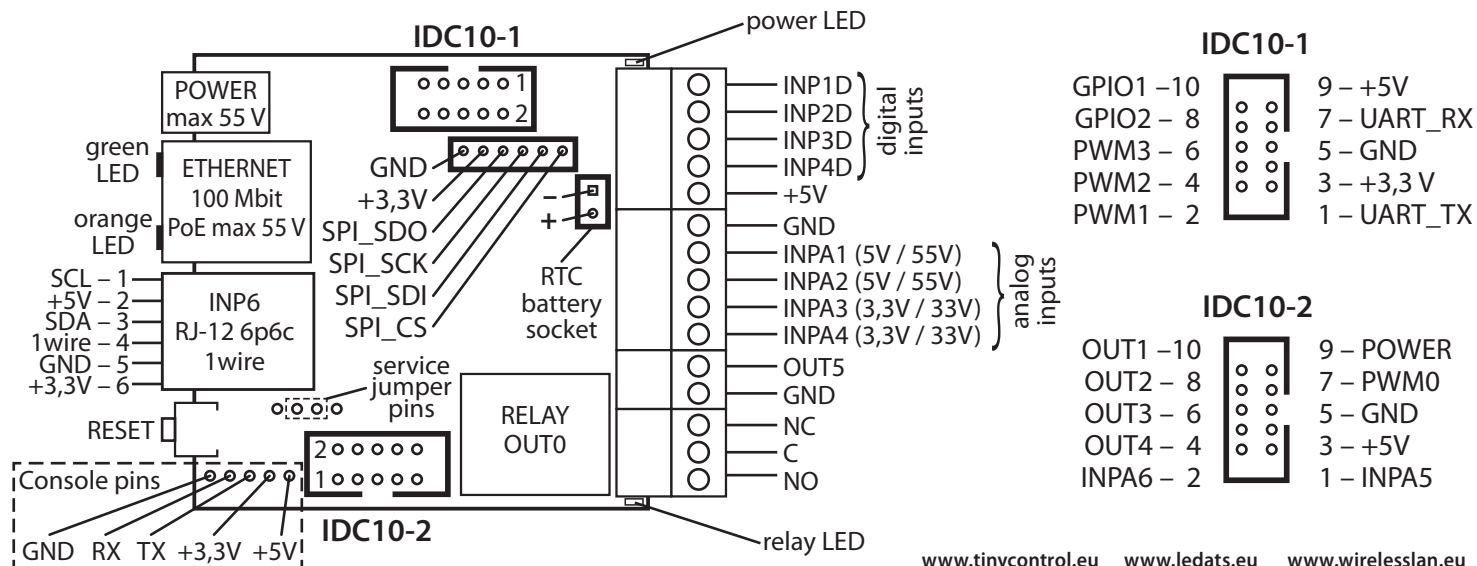 IDC10-1
power LED
POWER
max 55 V
1
2
green
LED
ETHERNET
100 Mbit
PoE max 55 V
orange
LED
GND
+3,3V
SPI_SDO
SPI_SCK
SPI_SDI
SPI_CS
–
+
RTC
battery
socket
SCL – 1
+5V – 2
SDA – 3
1wire – 4
GND – 5
+3,3V – 6
INP6
RJ-12 6p6c
1wire
service
jumper
pins
RESET
RELAY
OUT0
2
1
Console pins
GND RX TX +3,3V +5V
IDC10-2
INP1D
INP2D
INP3D
INP4D
digital
inputs
+5V
GND
INPA1 (5V / 55V)
INPA2 (5V / 55V)
INPA3 (3,3V / 33V)
INPA4 (3,3V / 33V)
analog
inputs
OUT5
GND
NC
C
NO
relay LED
IDC10-1
GPIO1 –10
GPIO2 – 8
PWM3 – 6
PWM2 – 4
PWM1 – 2
9 – +5V
7 – UART_RX
5 – GND
3 – +3,3 V
1 – UART_TX
IDC10-2
OUT1 –10
OUT2 – 8
OUT3 – 6
OUT4 – 4
INPA6 – 2
9 – POWER
7 – PWM0
5 – GND
3 – +5V
1 – INPA5
www.tinycontrol.eu www.ledats.eu www.wirelesslan.eu